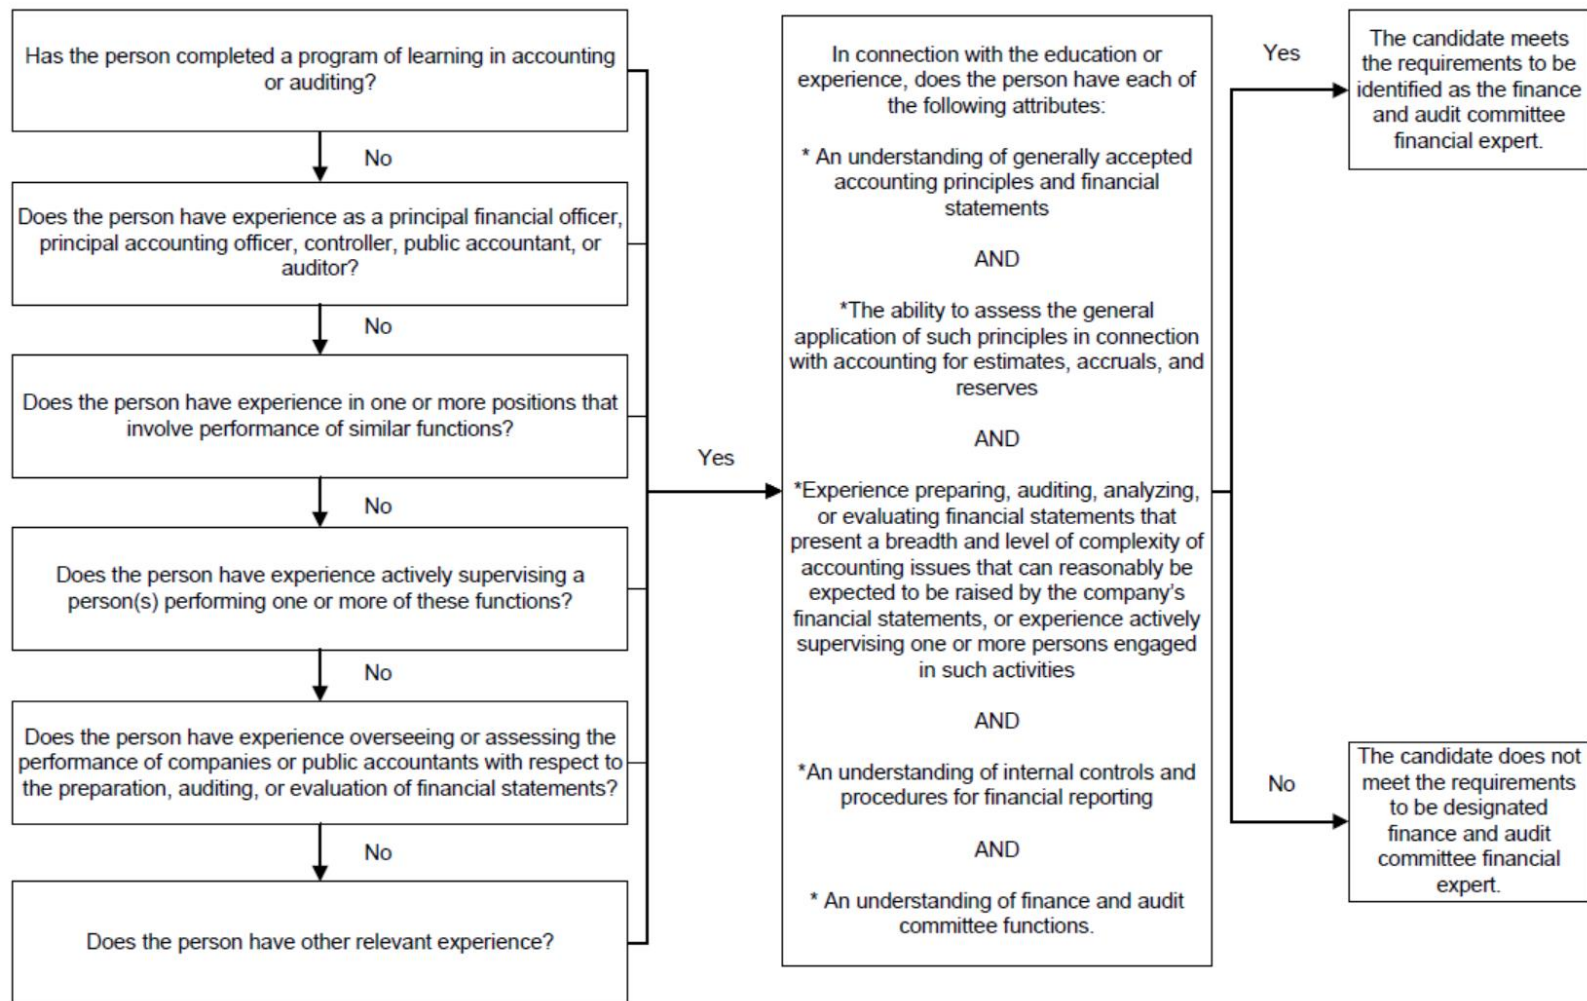 Has the person completed a program of learning in accounting
or auditing?
No
Does the person have experience as a principal financial officer,
principal accounting officer, controller, public accountant, or
auditor?
No
Does the person have experience in one or more positions that
involve performance of similar functions?
No
Does the person have experience actively supervising a
person(s) performing one or more of these functions?
No
Does the person have experience overseeing or assessing the
performance of companies or public accountants with respect to
the preparation, auditing, or evaluation of financial statements?
No
Does the person have other relevant experience?
Yes
In connection with the education or
experience, does the person have each of
the following attributes:
* An understanding of generally accepted
accounting principles and financial
statements
AND
*The ability to assess the general
application of such principles in connection
with accounting for estimates, accruals, and
reserves
AND
*Experience preparing, auditing, analyzing,
or evaluating financial statements that
present a breadth and level of complexity of
accounting issues that can reasonably be
expected to be raised by the company's
financial statements, or experience actively
supervising one or more persons engaged
in such activities
AND
*An understanding of internal controls and
procedures for financial reporting
AND
* An understanding of finance and audit
committee functions.
Yes
The candidate meets
the requirements to be
identified as the finance
and audit committee
financial expert.
No
The candidate does not
meet the requirements
to be designated
finance and audit
committee financial
expert.